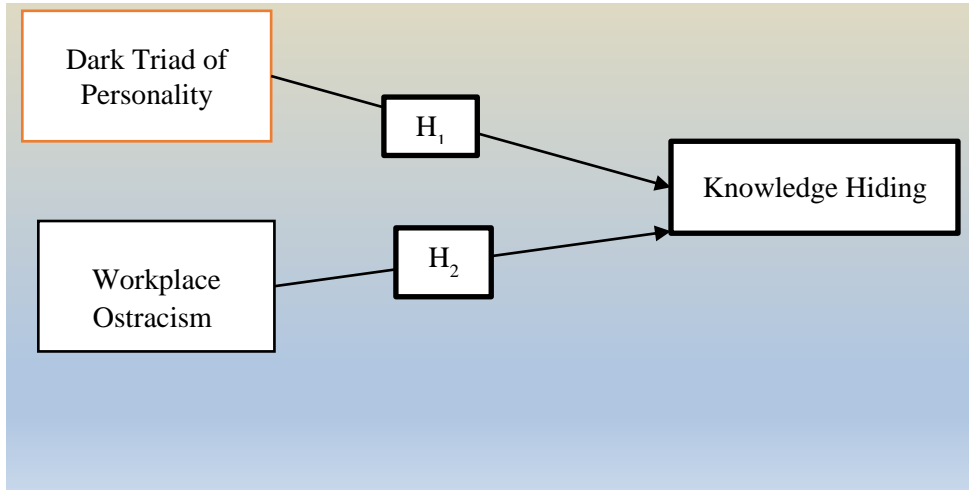 Dark Triad of
Personality
H₁
Knowledge Hiding
H₂
Workplace
Ostracism